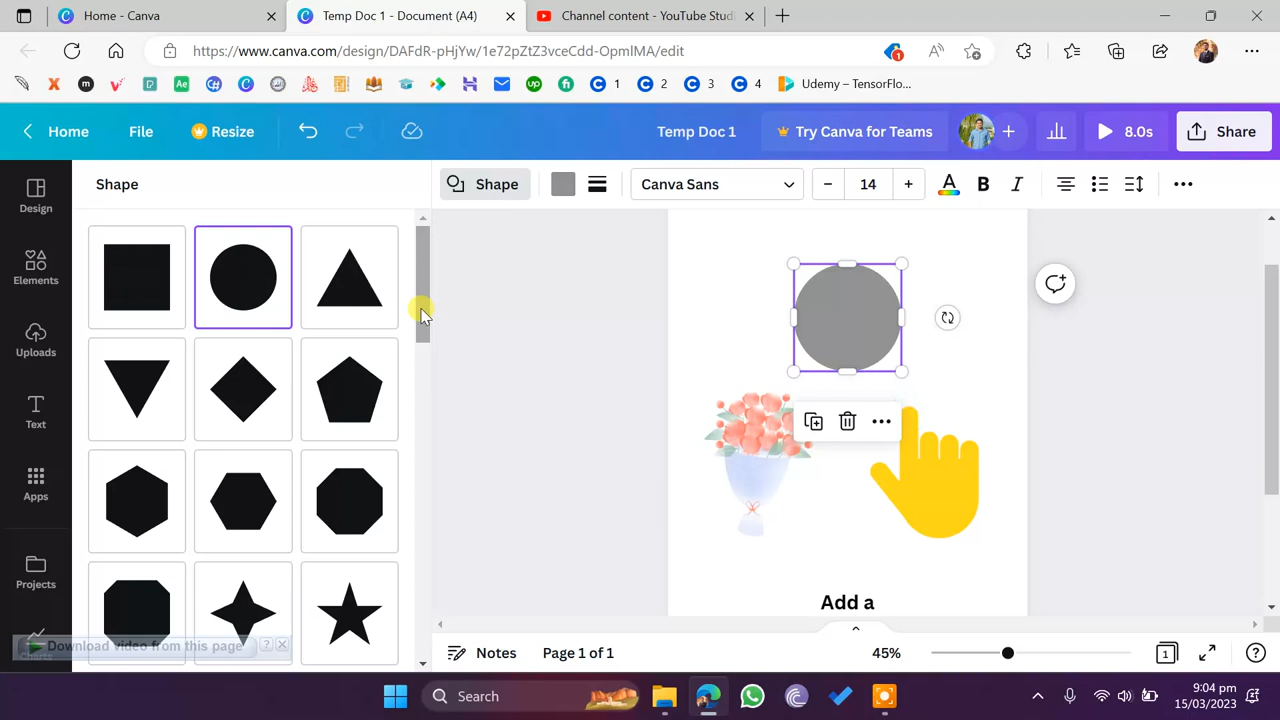 Home - Canva
Temp Doc 1 - Document (A4)
Channel content - YouTube Studi
https://www.canva.com/design/DAFdR-pHjYw/1e72pZtZ3vceCdd-OpmlMA/edit
1
1
2
3
4
Udemy – TensorFlo...
Home
File
Resize
Temp Doc 1
Try Canva for Teams
8.0s
Share
Shape
Shape
Canva Sans
14
A
B
I
Design
Elements
Uploads
Text
Apps
Projects
Charts
Download video from this page
Add a
Notes
Page 1 of 1
45%
1
Search
9:04 pm
15/03/2023